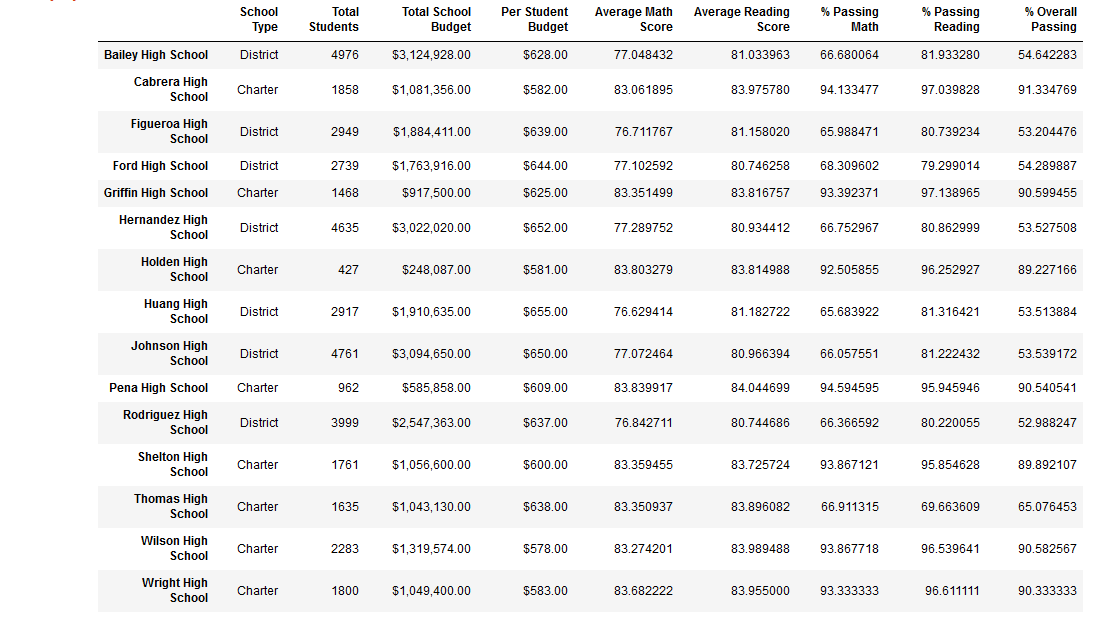 School Type Total Students Total School Budget Per Student Budget Average Math Score Average Reading Score % Passing Math % Passing Reading % Overall Passing
Bailey High School District 4976 $3,124,928.00 $628.00 77.048432 81.033963 66.680064 81.933280 54.642283
Cabrera High School Charter 1858 $1,081,356.00 $582.00 83.061895 83.975780 94.133477 97.039828 91.334769
Figueroa High School District 2949 $1,884,411.00 $639.00 76.711767 81.158020 65.988471 80.739234 53.204476
Ford High School District 2739 $1,763,916.00 $644.00 77.102592 80.746258 68.309602 79.299014 54.289887
Griffin High School Charter 1468 $917,500.00 $625.00 83.351499 83.816757 93.392371 97.138965 90.599455
Hernandez High School District 4635 $3,022,020.00 $652.00 77.289752 80.934412 66.752967 80.862999 53.527508
Holden High School Charter 427 $248,087.00 $581.00 83.803279 83.814988 92.505855 96.252927 89.227166
Huang High School District 2917 $1,910,635.00 $655.00 76.629414 81.182722 65.683922 81.316421 53.513884
Johnson High School District 4761 $3,094,650.00 $650.00 77.072464 80.966394 66.057551 81.222432 53.539172
Pena High School Charter 962 $585,858.00 $609.00 83.839917 84.044699 94.594595 95.945946 90.540541
Rodriguez High School District 3999 $2,547,363.00 $637.00 76.842711 80.744686 66.366592 80.220055 52.988247
Shelton High School Charter 1761 $1,056,600.00 $600.00 83.359455 83.725724 93.867121 95.854628 89.892107
Thomas High School Charter 1635 $1,043,130.00 $638.00 83.350937 83.896082 66.911315 69.663609 65.076453
Wilson High School Charter 2283 $1,319,574.00 $578.00 83.274201 83.989488 93.867718 96.539641 90.582567
Wright High School Charter 1800 $1,049,400.00 $583.00 83.682222 83.955000 93.333333 96.611111 90.333333